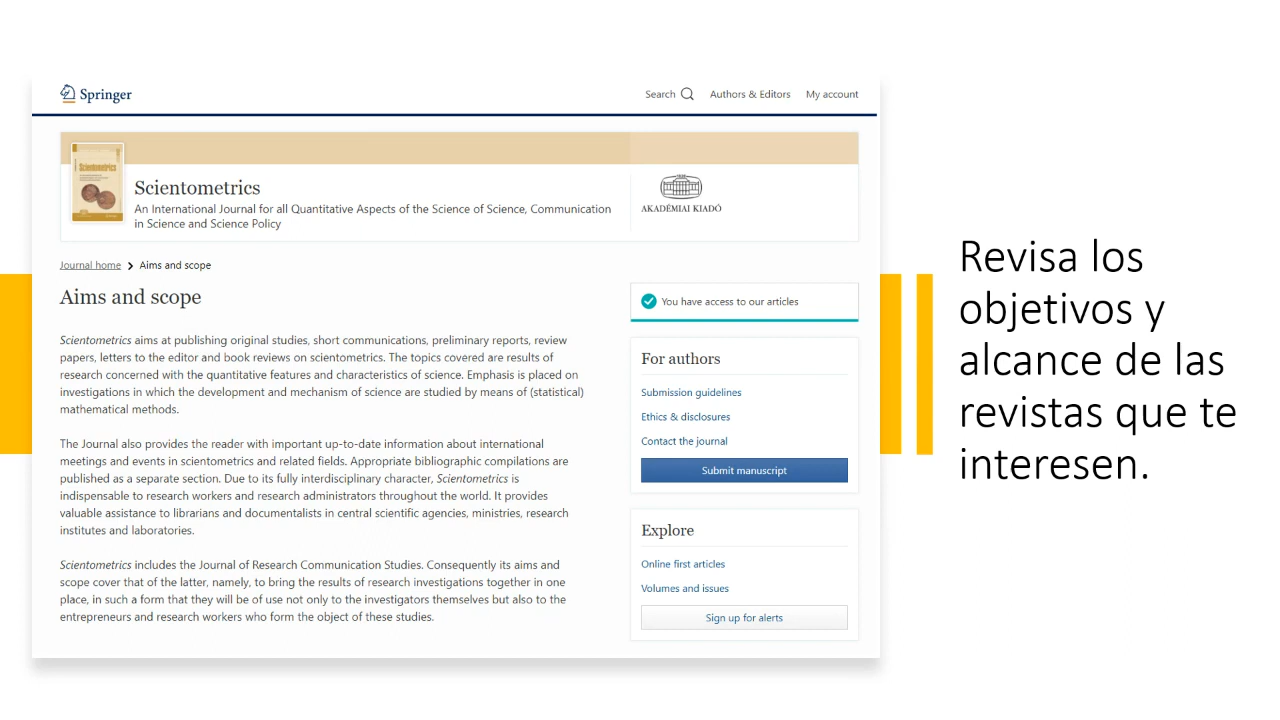 Springer
Search
Authors & Editors
My account
Scientometrics
Scientometrics
An International Journal for all Quantitative Aspects of the Science of Science, Communication
in Science and Science Policy
AKADÉMIAI KIADÓ
Journal home > Aims and scope
Aims and scope
Scientometrics aims at publishing original studies, short communications, preliminary reports, review
papers, letters to the editor and book reviews on scientometrics. The topics covered are results of
research concerned with the quantitative features and characteristics of science. Emphasis is placed on
investigations in which the development and mechanism of science are studied by means of (statistical)
mathematical methods.
The Journal also provides the reader with important up-to-date information about international
meetings and events in scientometrics and related fields. Appropriate bibliographic compilations are
published as a separate section. Due to its fully interdisciplinary character, Scientometrics is
indispensable to research workers and research administrators throughout the world. It provides
valuable assistance to librarians and documentalists in central scientific agencies, ministries, research
institutes and laboratories.
Scientometrics includes the Journal of Research Communication Studies. Consequently its aims and
scope cover that of the latter, namely, to bring the results of research investigations together in one
place, in such a form that they will be of use not only to the investigators themselves but also to the
entrepreneurs and research workers who form the object of these studies.
You have access to our articles
For authors
Submission guidelines
Ethics & disclosures
Contact the journal
Submit manuscript
Explore
Online first articles
Volumes and issues
Sign up for alerts
Revisa los
objetivos y
alcance de las
revistas que te
interesen.